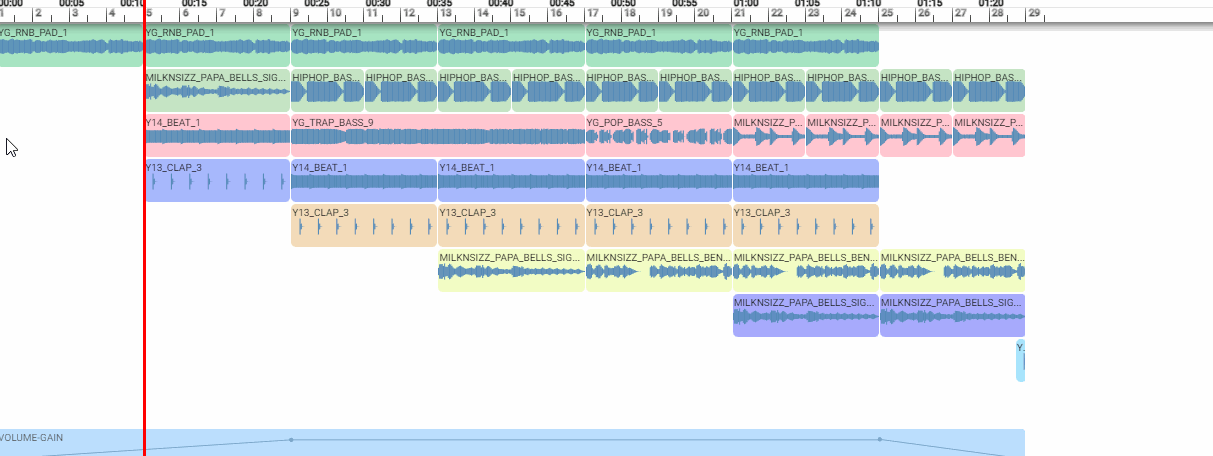 00:00 00:05 00:10 00:15 00:20 00:25 00:30 00:35 00:40 00:45 00:50 00:55 01:00 01:05 01:10 01:15 01:20
1 2 3 4 5 6 7 8 9 10 11 12 13 14 15 16 17 18 19 20 21 22 23 24 25 26 27 28 29
YG_RNB_PAD_1 YG_RNB_PAD_1 YG_RNB_PAD_1 YG_RNB_PAD_1 YG_RNB_PAD_1 YG_RNB_PAD_1
MILKNSIZZ_PAPA_BELLS_SIG... HIPHOP_BAS... HIPHOP_BAS... HIPHOP_BAS... HIPHOP_BAS... HIPHOP_BAS... HIPHOP_BAS... HIPHOP_BAS... HIPHOP_BAS... HIPHOP_BAS... HIPHOP_BAS...
Y14_BEAT_1 YG_TRAP_BASS_9 YG_POP_BASS_5 MILKNSIZZ_P... MILKNSIZZ_P... MILKNSIZZ_P... MILKNSIZZ_P...
Y13_CLAP_3 Y14_BEAT_1 Y14_BEAT_1 Y14_BEAT_1 Y14_BEAT_1
Y13_CLAP_3 Y13_CLAP_3 Y13_CLAP_3 Y13_CLAP_3
MILKNSIZZ_PAPA_BELLS_SIG... MILKNSIZZ_PAPA_BELLS_BEN... MILKNSIZZ_PAPA_BELLS_BEN... MILKNSIZZ_PAPA_BELLS_BEN...
MILKNSIZZ_PAPA_BELLS_SIG... MILKNSIZZ_PAPA_BELLS_SIG...
Y.
VOLUME-GAIN